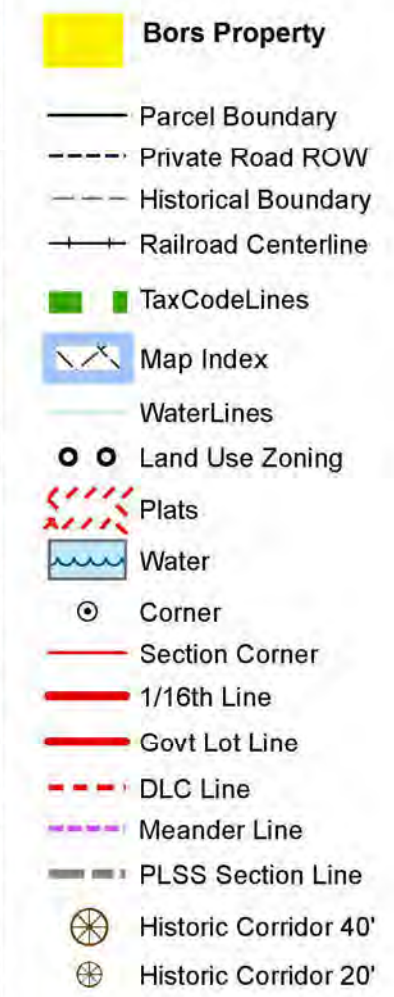 Bors Property
Parcel Boundary
Private Road ROW
Historical Boundary
Railroad Centerline
TaxCodeLines
Map Index
WaterLines
Land Use Zoning
Plats
Water
Corner
Section Corner
1/16th Line
Govt Lot Line
DLC Line
Meander Line
PLSS Section Line
Historic Corridor 40'
Historic Corridor 20'